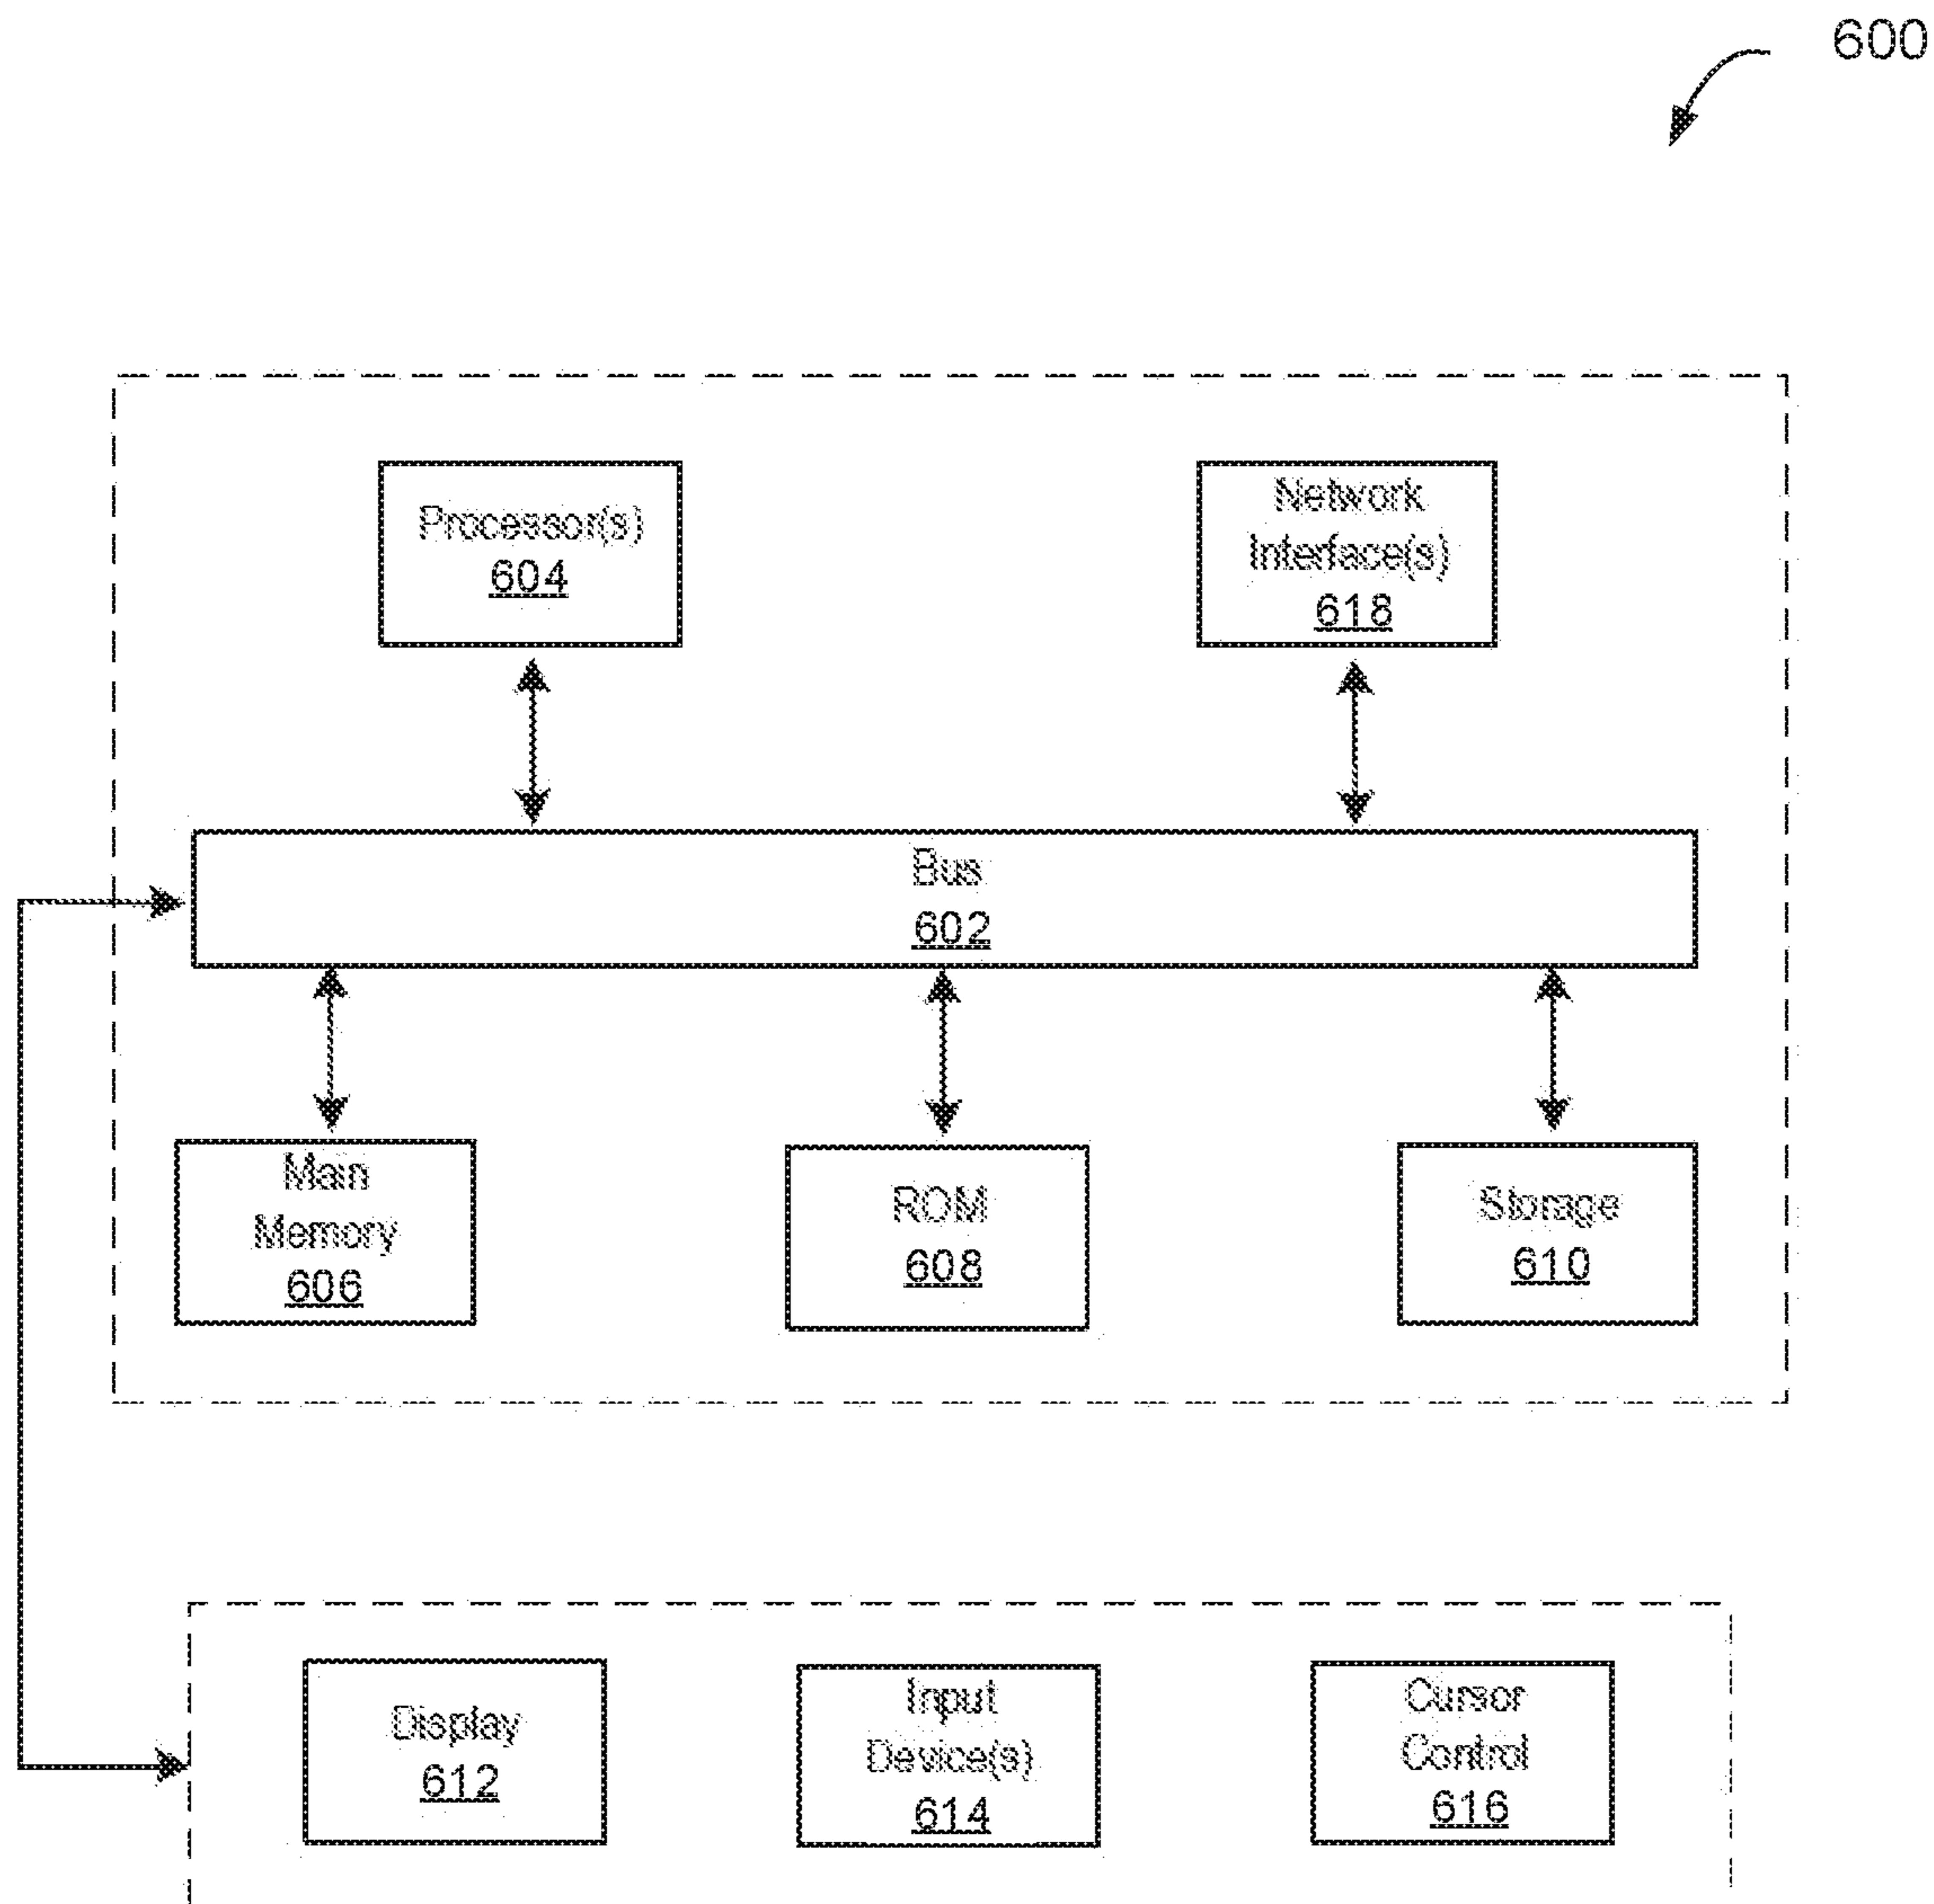 600
Processor(s)
604
Network
Interface(s)
618
Bus
602
Main
Memory
606
ROM
608
Storage
610
Display
612
Input
Device(s)
614
Cursor
Control
616